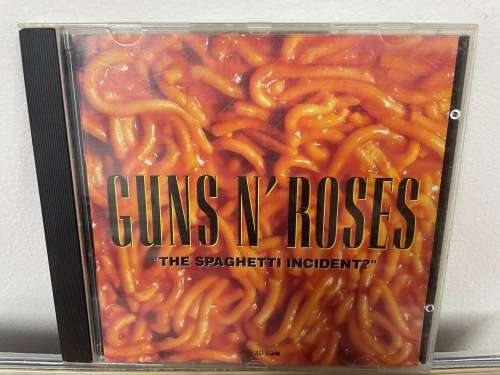 GUNS N' ROSES
"THE SPAGHETTI INCIDENT?"